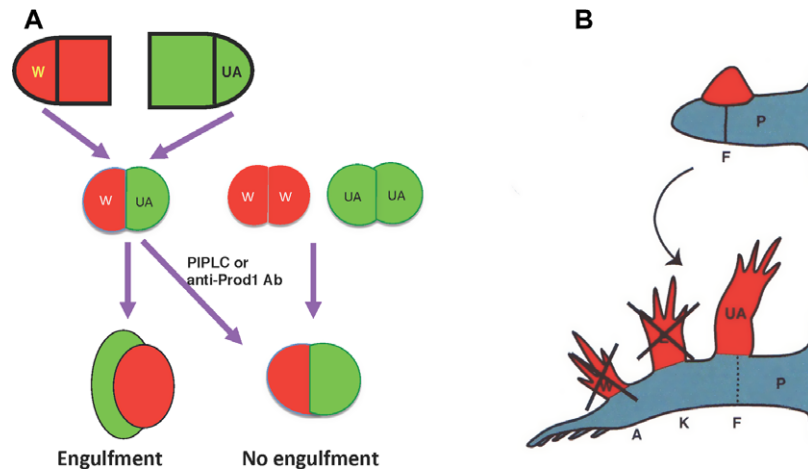 A
W
UA
W
UA
W
W
UA
UA
PIPLC or
anti-Prod1 Ab
Engulfment
No engulfment
B
P
F
UA
W
P
A
K
F